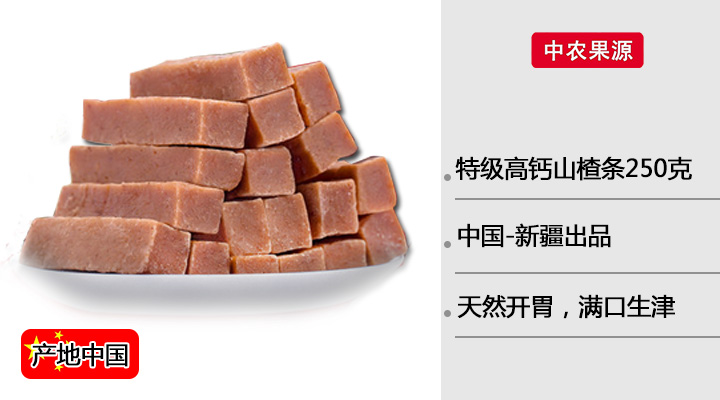 中农果源
特级高钙山楂条250克
中国-新疆出品
天然开胃，满口生津
产地中国